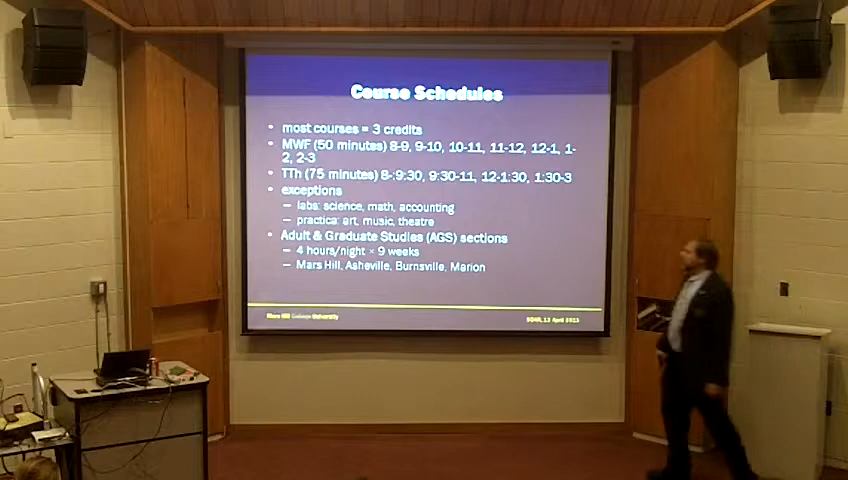 Course Schedules
• most courses = 3 credits
• MWF (50 minutes) 8-9, 9-10, 10-11, 11-12, 12-1, 1-
2, 2-3
• TTh (75 minutes) 8-:9:30, 9:30-11, 12-1:30, 1:30-3
• exceptions
– labs: science, math, accounting
– practica: art, music, theatre
• Adult & Graduate Studies (AGS) sections
– 4 hours/night × 9 weeks
– Mars Hill, Asheville, Burnsville, Marion
Mars Hill College University
SOAR, 13 April 2013